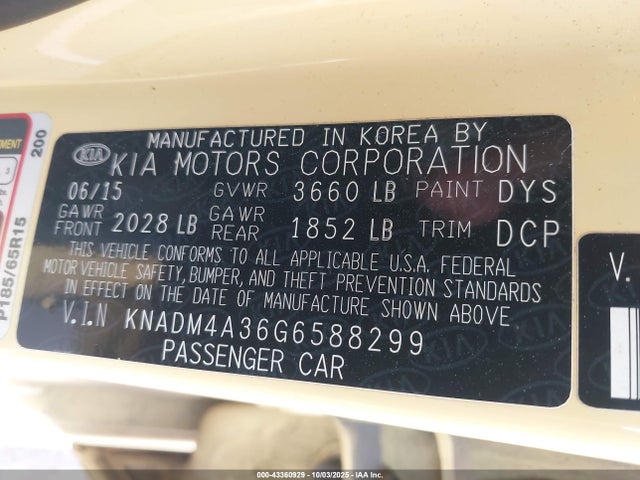 MANUFACTURED IN KOREA BY
KIA KIA MOTORS CORPORATION
06/15 GVWR 3660 LB PAINT DYS
GAWR FRONT 2028 LB GAWR REAR 1852 LB TRIM DCP
THIS VEHICLE CONFORMS TO ALL APPLICABLE U.S.A. FEDERAL
MOTOR VEHICLE SAFETY, BUMPER, AND THEFT PREVENTION STANDARDS
IN EFFECT ON THE DATE OF MANUFACTURE SHOWN ABOVE
V.I.N KNADM4A36G6588299
PASSENGER CAR
200
P185/65R15
V.
000-43360929 - 10/03/2025 - IAA Inc.